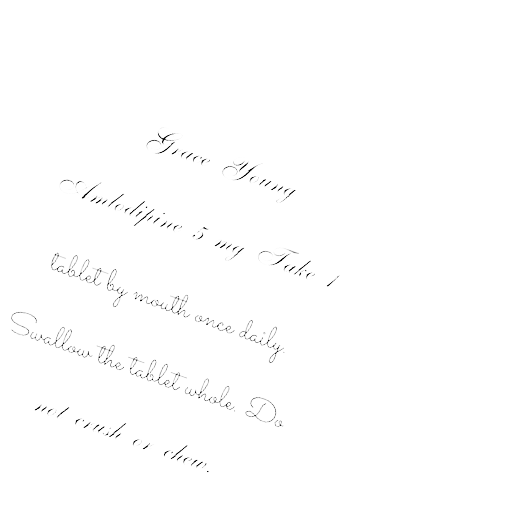 Grace Young
Amlodipine 5 mg Take 1
tablet by mouth once daily.
Swallow the tablet whole. Do
not crush or chew.